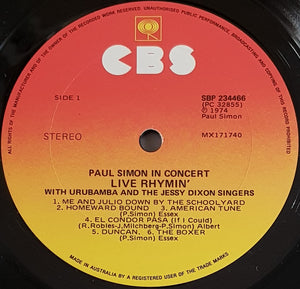 ALL RIGHTS OF THE MANUFACTURER AND OF THE OWNER OF THE RECORDED WORK RESERVED. UNAUTHORISED PUBLIC PERFORMANCE, BROADCASTING AND COPYING OF THIS RECORD PROHIBITED
CBS
SIDE 1
SBP 234466
(PC 32855)
℗ 1974
Paul Simon
STEREO
MX171740
PAUL SIMON IN CONCERT
LIVE RHYMIN'
WITH URUBAMBA AND THE JESSY DIXON SINGERS
1. ME AND JULIO DOWN BY THE SCHOOLYARD
2. HOMEWARD BOUND 3. AMERICAN TUNE
(P.Simon) Essex
4. EL CONDOR PASA (If I Could)
(R.Robles-J.Milchberg-P.Simon) Albert
5. DUNCAN, 6. THE BOXER
(P.Simon) Essex
MADE IN AUSTRALIA BY A REGISTERED USER OF THE TRADE MARKS